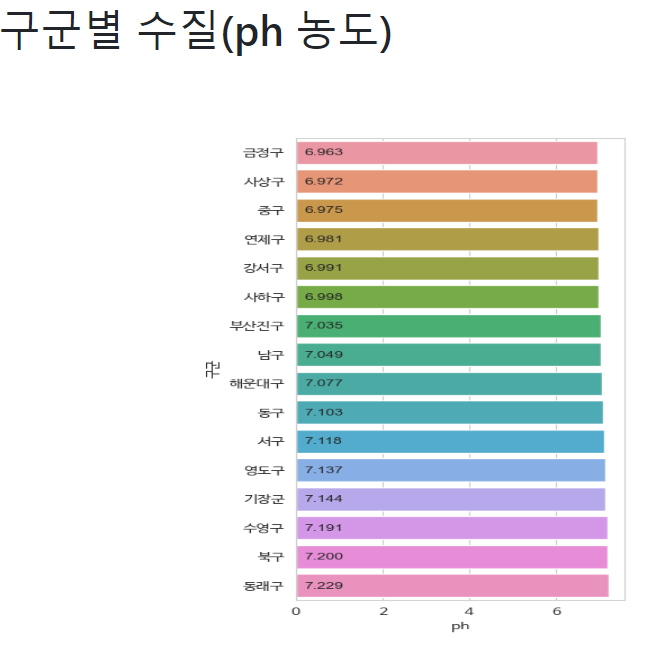 구군별 수질(ph 농도)
금정구 6.963
사상구 6.972
중구 6.975
연제구 6.981
강서구 6.991
사하구 6.998
부산진구 7.035
남구 7.049
구군
해운대구 7.077
동구 7.103
서구 7.118
영도구 7.137
기장군 7.144
수영구 7.191
북구 7.200
동래구 7.229
0 2 4 6
ph